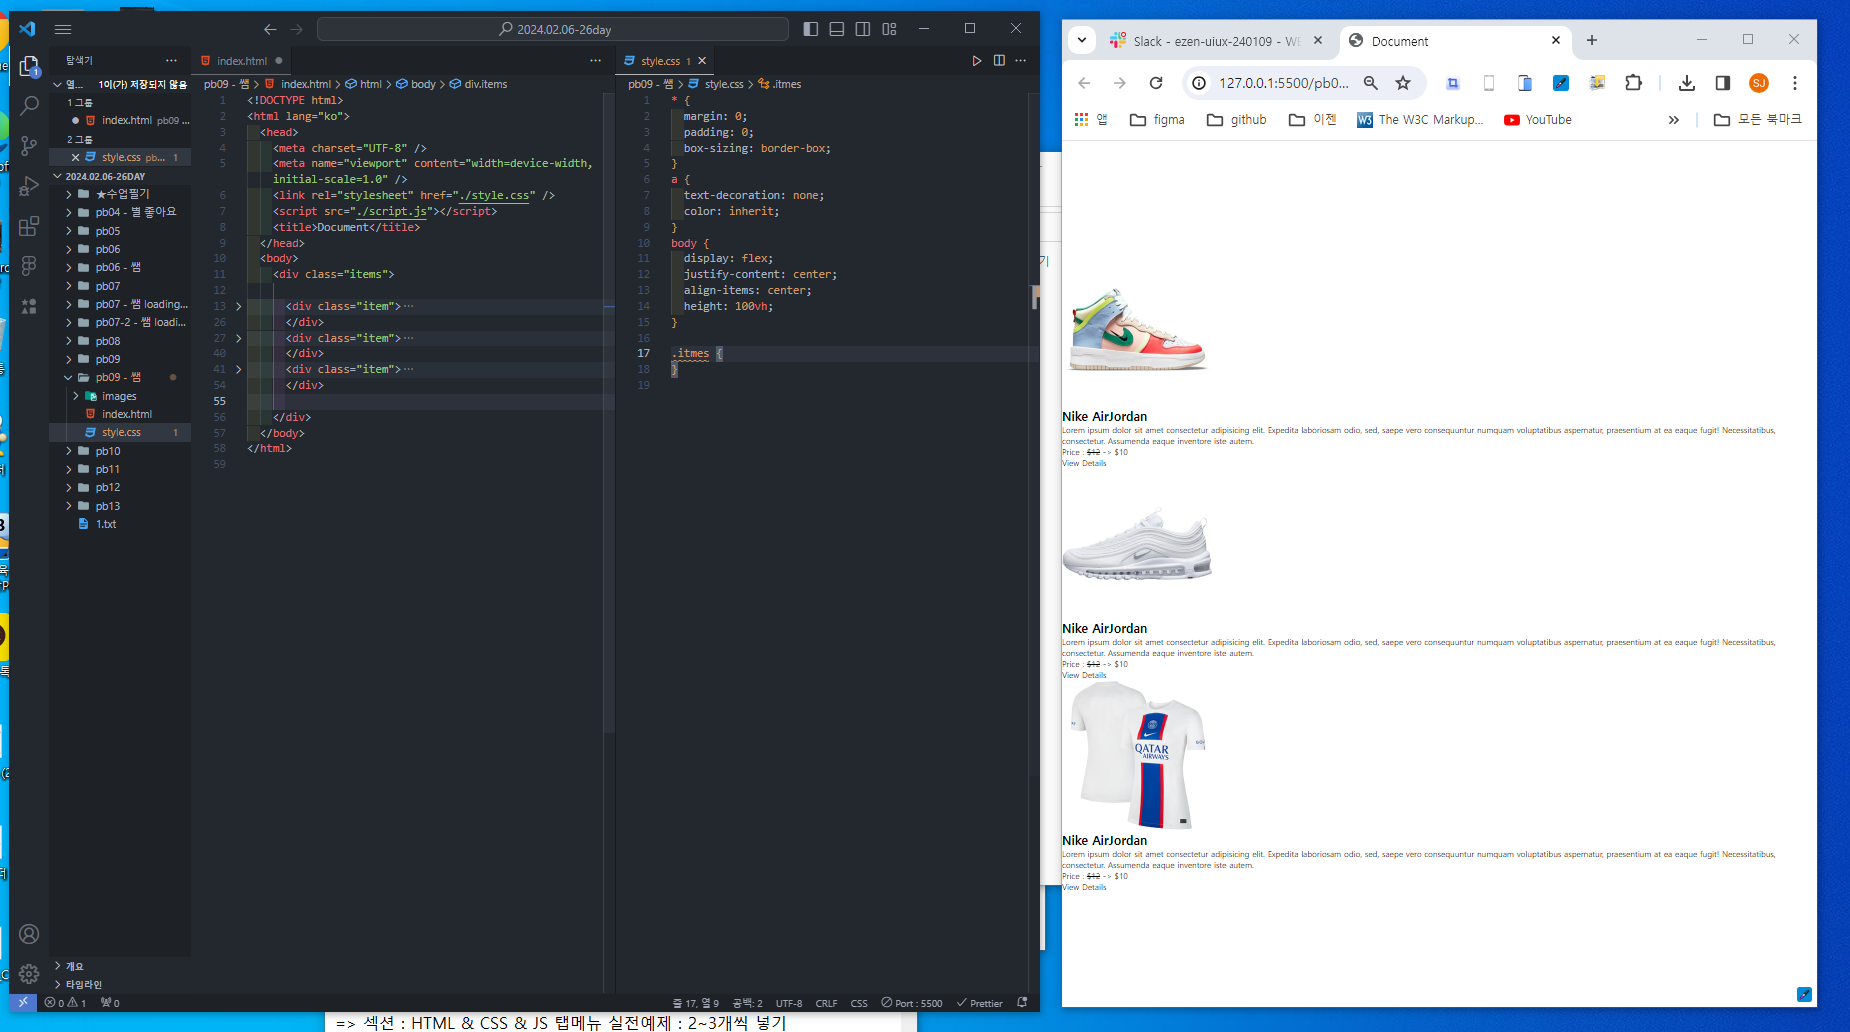 2024.02.06-26day
탐색기
열... 1이(가) 저장되지 않음
1 그룹
index.html pb09 ...
2 그룹
style.css pb... 1
2024.02.06-26DAY
★수업필기
pb04 - 별 좋아요
pb05
pb06
pb06 - 쌤
pb07
pb07 - 쌤 loading...
pb07-2 - 쌤 loadi...
pb08
pb09
pb09 - 쌤
images
index.html
style.css 1
pb10
pb11
pb12
pb13
1.txt
개요
타임라인
index.html
pb09 - 쌤 > index.html > html > body > div.items
1 <!DOCTYPE html>
2 <html lang="ko">
3 <head>
4 <meta charset="UTF-8" />
5 <meta name="viewport" content="width=device-width,
initial-scale=1.0" />
6 <link rel="stylesheet" href="./style.css" />
7 <script src="./script.js"></script>
8 <title>Document</title>
9 </head>
10 <body>
11 <div class="items">
12
13 <div class="item">...
26 </div>
27 <div class="item">...
40 </div>
41 <div class="item">...
54 </div>
55
56 </div>
57 </body>
58 </html>
59
style.css 1
pb09 - 쌤 > style.css > .itmes
1 * {
2 margin: 0;
3 padding: 0;
4 box-sizing: border-box;
5 }
6 a {
7 text-decoration: none;
8 color: inherit;
9 }
10 body {
11 display: flex;
12 justify-content: center;
13 align-items: center;
14 height: 100vh;
15 }
16
17 .itmes {
18 }
19
0 1 0
줄 17, 열 9 공백: 2 UTF-8 CRLF CSS Port : 5500 Prettier
=> 섹션 : HTML & CSS & JS 탭메뉴 실전예제 : 2~3개씩 넣기
Slack - ezen-uiux-240109 - WE
Document
127.0.0.1:5500/pb0...
SJ
앱 figma github 이젠 The W3C Markup... YouTube » 모든 북마크
Nike AirJordan
Lorem ipsum dolor sit amet consectetur adipisicing elit. Expedita laboriosam odio, sed, saepe vero consequuntur numquam voluptatibus aspernatur, praesentium at ea eaque fugit! Necessitatibus,
consectetur. Assumenda eaque inventore iste autem.
Price : $12 -> $10
View Details
Nike AirJordan
Lorem ipsum dolor sit amet consectetur adipisicing elit. Expedita laboriosam odio, sed, saepe vero consequuntur numquam voluptatibus aspernatur, praesentium at ea eaque fugit! Necessitatibus,
consectetur. Assumenda eaque inventore iste autem.
Price : $12 -> $10
View Details
QATAR
AIRWAYS
Nike AirJordan
Lorem ipsum dolor sit amet consectetur adipisicing elit. Expedita laboriosam odio, sed, saepe vero consequuntur numquam voluptatibus aspernatur, praesentium at ea eaque fugit! Necessitatibus,
consectetur. Assumenda eaque inventore iste autem.
Price : $12 -> $10
View Details